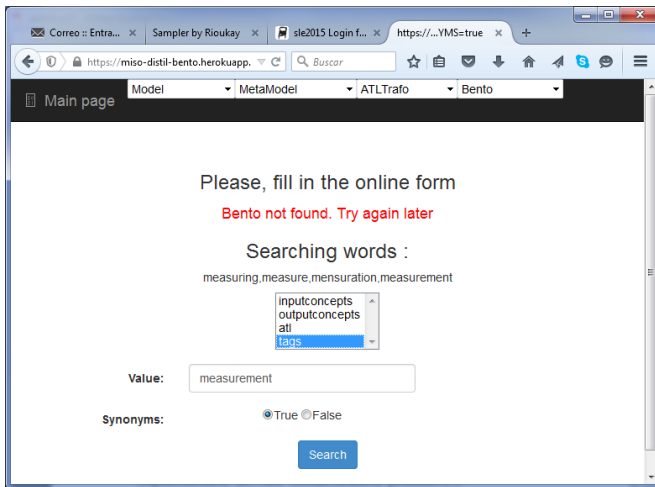 Correo :: Entra... × Sampler by Rioukay × sle2015 Login f... × https://...YMS=true × +
https://miso-distil-bento.herokuapp. Buscar
Main page Model MetaModel ATLTrafo Bento
Please, fill in the online form
Bento not found. Try again later
Searching words :
measuring,measure,mensuration,measurement
inputconcepts
outputconcepts
atl
tags
Value: measurement
Synonyms: True False
Search